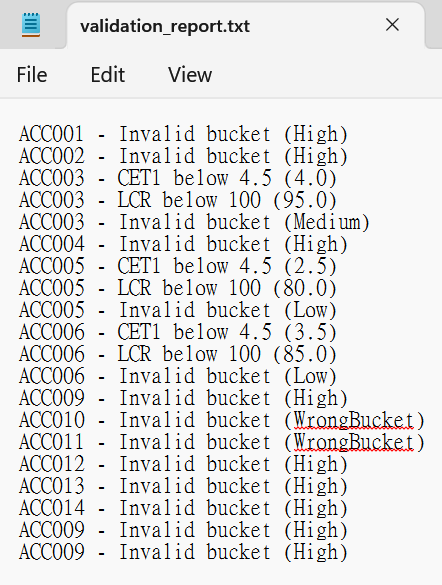 validation_report.txt
File Edit View
ACC001 - Invalid bucket (High)
ACC002 - Invalid bucket (High)
ACC003 - CET1 below 4.5 (4.0)
ACC003 - LCR below 100 (95.0)
ACC003 - Invalid bucket (Medium)
ACC004 - Invalid bucket (High)
ACC005 - CET1 below 4.5 (2.5)
ACC005 - LCR below 100 (80.0)
ACC005 - Invalid bucket (Low)
ACC006 - CET1 below 4.5 (3.5)
ACC006 - LCR below 100 (85.0)
ACC006 - Invalid bucket (Low)
ACC009 - Invalid bucket (High)
ACC010 - Invalid bucket (WrongBucket)
ACC011 - Invalid bucket (WrongBucket)
ACC012 - Invalid bucket (High)
ACC013 - Invalid bucket (High)
ACC014 - Invalid bucket (High)
ACC009 - Invalid bucket (High)
ACC009 - Invalid bucket (High)